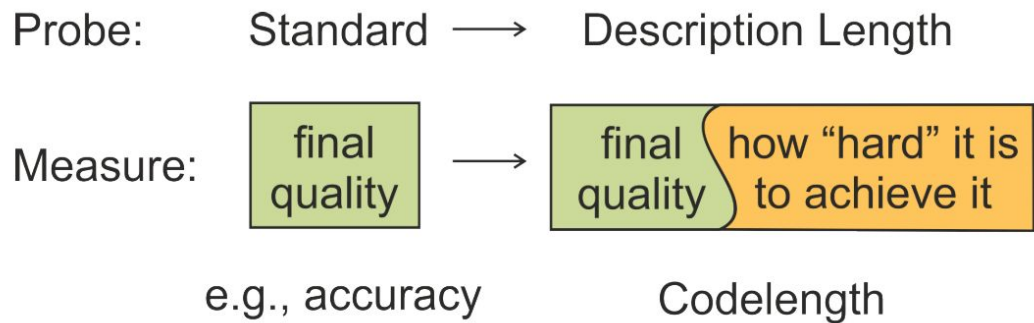 Probe: Standard → Description Length
Measure: final quality → final quality how “hard” it is to achieve it
e.g., accuracy Codelength